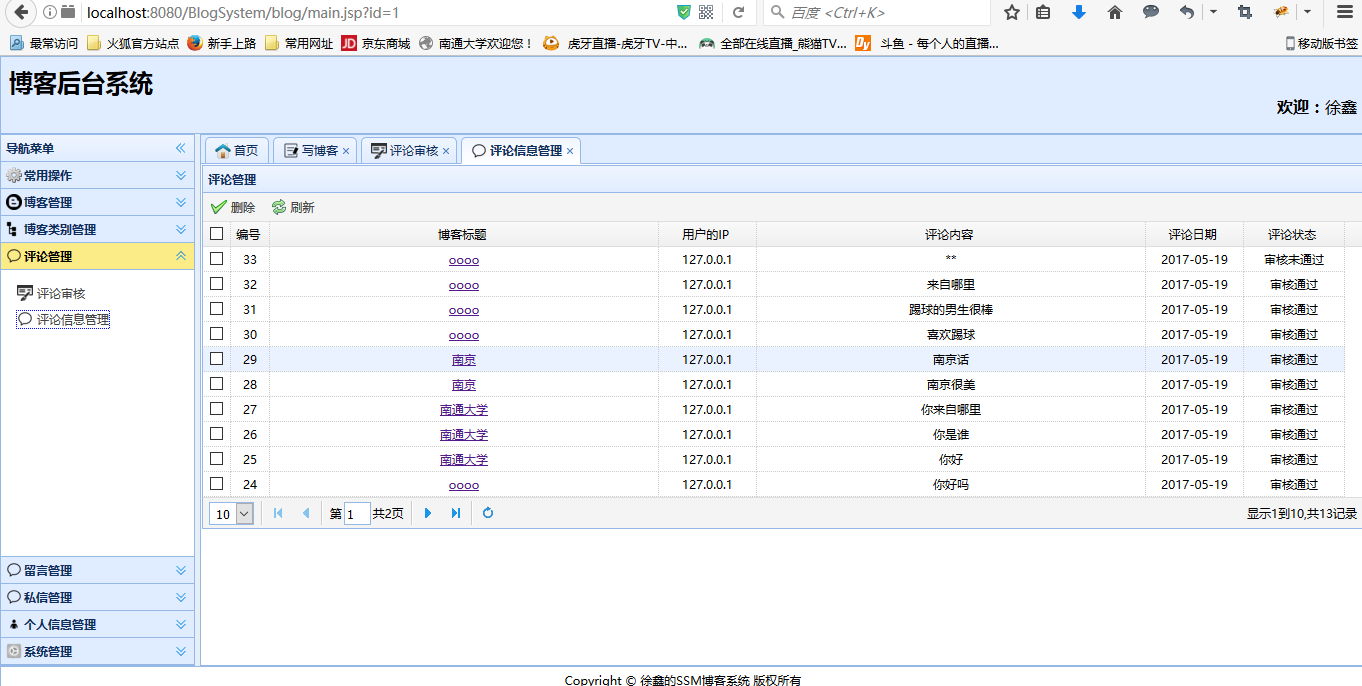 localhost:8080/BlogSystem/blog/main.jsp?id=1 百度 <Ctrl+K>
最常访问 火狐官方站点 新手上路 常用网址 JD 京东商城 南通大学欢迎您！ 虎牙直播-虎牙TV-中... 全部在线直播_熊猫TV... 斗鱼 - 每个人的直播... 移动版书签
博客后台系统
欢迎：徐鑫
导航菜单
常用操作
博客管理
博客类别管理
评论管理
评论审核
评论信息管理
留言管理
私信管理
个人信息管理
系统管理
首页 写博客 评论审核 评论信息管理
评论管理
删除 刷新
编号 博客标题 用户的IP 评论内容 评论日期 评论状态
33 oooo 127.0.0.1 ** 2017-05-19 审核未通过
32 oooo 127.0.0.1 来自哪里 2017-05-19 审核通过
31 oooo 127.0.0.1 踢球的男生很棒 2017-05-19 审核通过
30 oooo 127.0.0.1 喜欢踢球 2017-05-19 审核通过
29 南京 127.0.0.1 南京话 2017-05-19 审核通过
28 南京 127.0.0.1 南京很美 2017-05-19 审核通过
27 南通大学 127.0.0.1 你来自哪里 2017-05-19 审核通过
26 南通大学 127.0.0.1 你是谁 2017-05-19 审核通过
25 南通大学 127.0.0.1 你好 2017-05-19 审核通过
24 oooo 127.0.0.1 你好吗 2017-05-19 审核通过
10 第 1 共2页 显示1到10,共13记录
Copyright © 徐鑫的SSM博客系统 版权所有